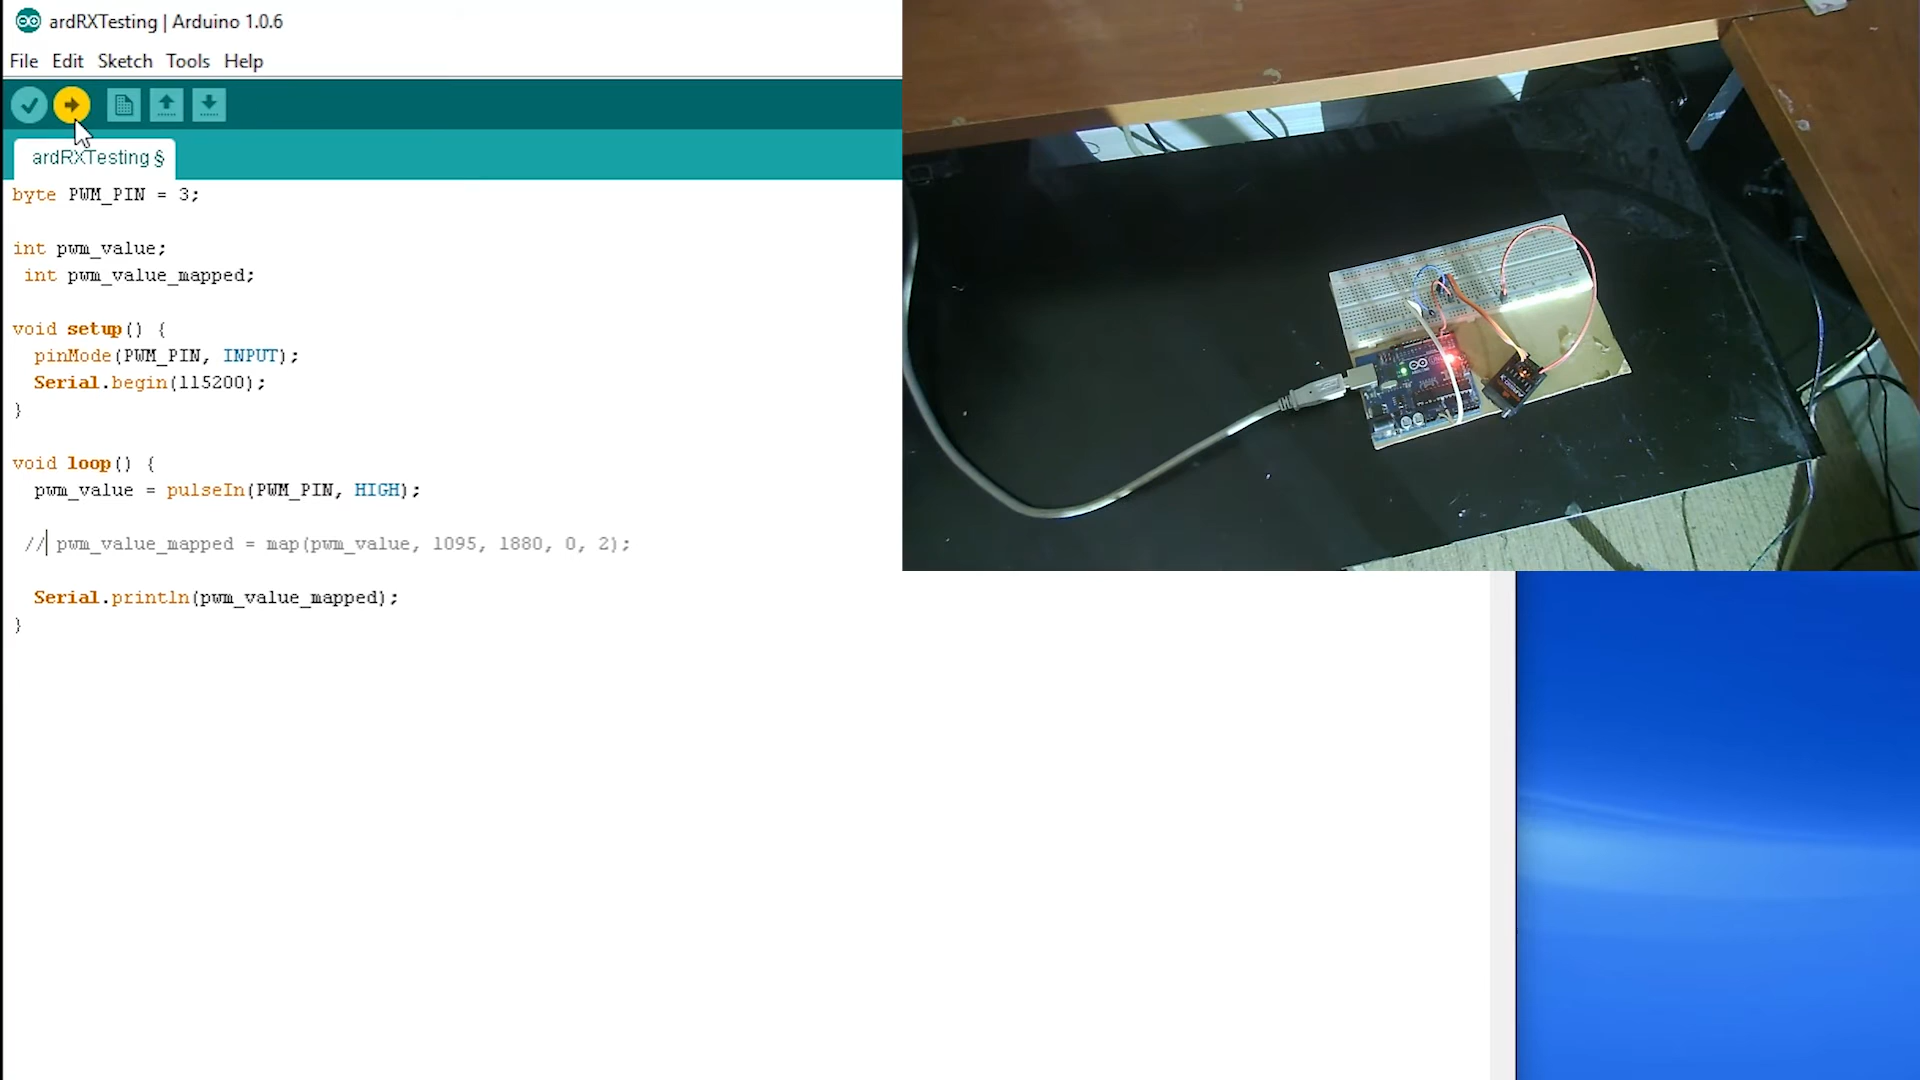 ardRXTesting | Arduino 1.0.6
File Edit Sketch Tools Help
ardRXTesting §
byte PWM_PIN = 3;
int pwm_value;
int pwm_value_mapped;
void setup() {
pinMode(PWM_PIN, INPUT);
Serial.begin(115200);
}
void loop() {
pwm_value = pulseIn(PWM_PIN, HIGH);
// pwm_value_mapped = map(pwm_value, 1095, 1880, 0, 2);
Serial.println(pwm_value_mapped);
}